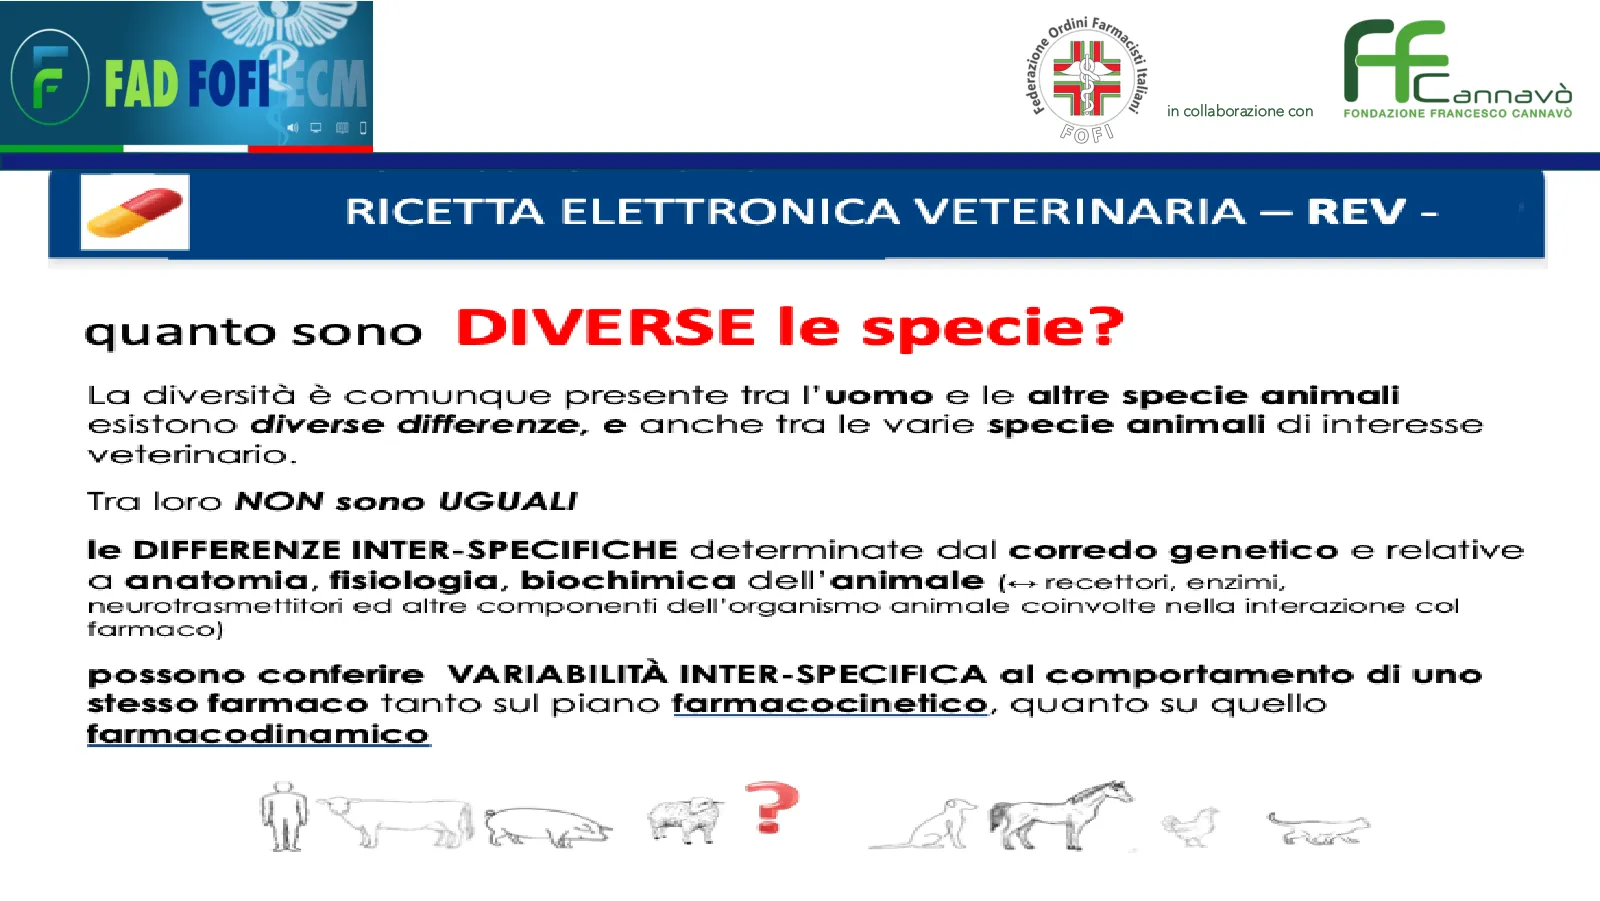 FAD FOFI ECM
Federazione Ordini Farmacisti Italiani
FOFI
in collaborazione con
Cannavò
FONDAZIONE FRANCESCO CANNAVÒ
RICETTA ELETTRONICA VETERINARIA – REV -
quanto sono DIVERSE le specie?
La diversità è comunque presente tra l'uomo e le altre specie animali
esistono diverse differenze, e anche tra le varie specie animali di interesse
veterinario.
Tra loro NON sono UGUALI
le DIFFERENZE INTER-SPECIFICHE determinate dal corredo genetico e relative
a anatomia, fisiologia, biochimica dell'animale (↔ recettori, enzimi,
neurotrasmettitori ed altre componenti dell'organismo animale coinvolte nella interazione col
farmaco)
possono conferire VARIABILITÀ INTER-SPECIFICA al comportamento di uno
stesso farmaco tanto sul piano farmacocinetico, quanto su quello
farmacodinamico
?